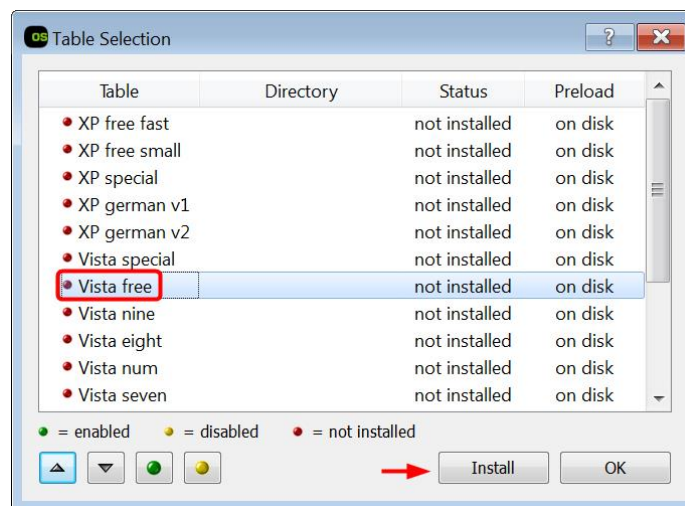 OS Table Selection ?
Table Directory Status Preload
XP free fast not installed on disk
XP free small not installed on disk
XP special not installed on disk
XP german v1 not installed on disk
XP german v2 not installed on disk
Vista special not installed on disk
Vista free not installed on disk
Vista nine not installed on disk
Vista eight not installed on disk
Vista num not installed on disk
Vista seven not installed on disk
= enabled = disabled = not installed
Install OK